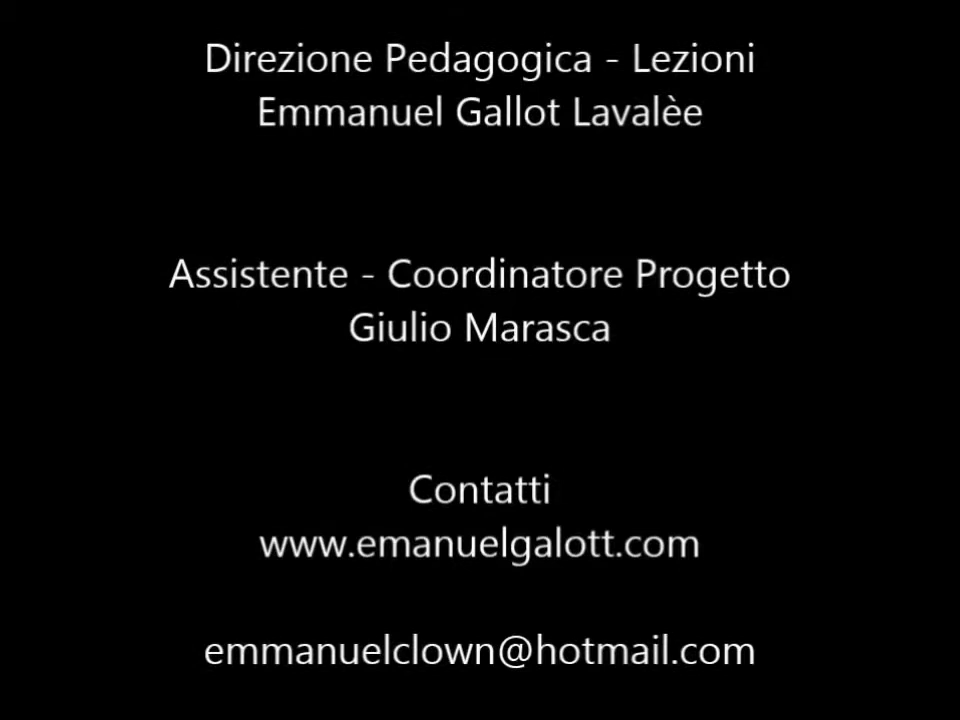 Direzione Pedagogica - Lezioni
Emmanuel Gallot Lavalèe
Assistente - Coordinatore Progetto
Giulio Marasca
Contatti
www.emanuelgalott.com
emmanuelclown@hotmail.com